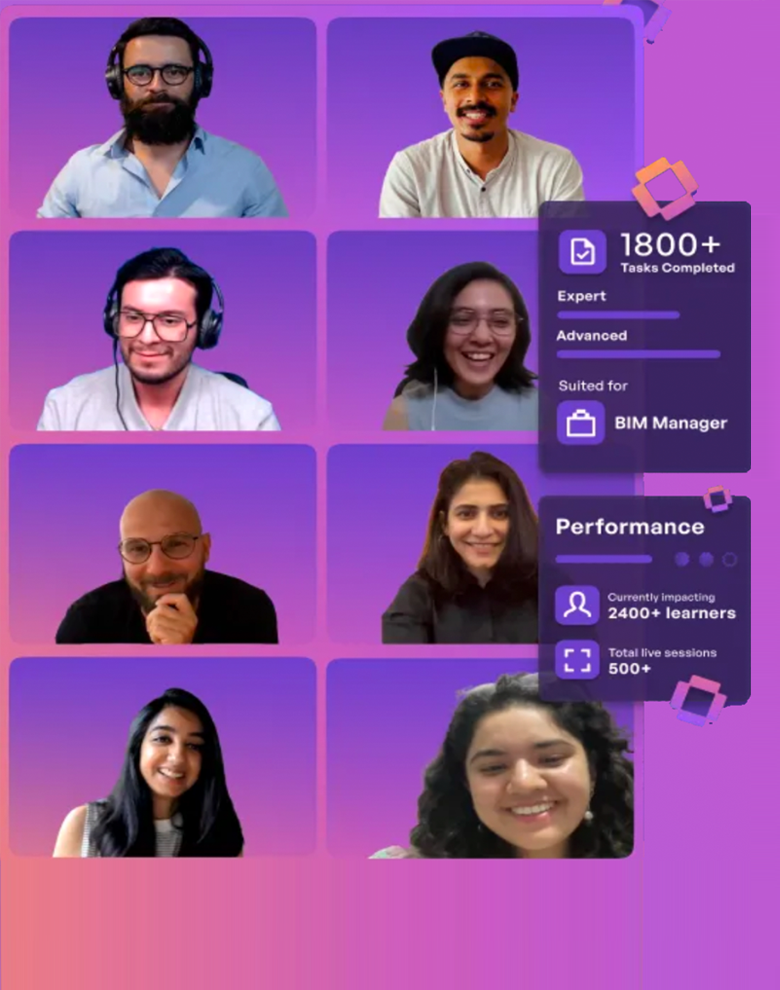 1800+
Tasks Completed
Expert
Advanced
Suited for
BIM Manager
Performance
Currently impacting
2400+ learners
Total live sessions
500+